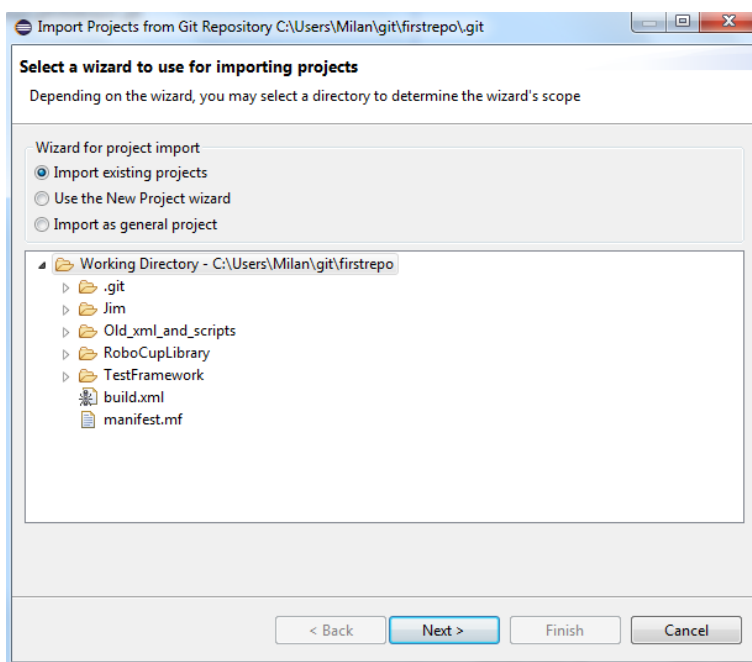 Import Projects from Git Repository C:\Users\Milan\git\firstrepo\.git
Select a wizard to use for importing projects
Depending on the wizard, you may select a directory to determine the wizard's scope
Wizard for project import
Import existing projects
Use the New Project wizard
Import as general project
Working Directory - C:\Users\Milan\git\firstrepo
.git
Jim
Old_xml_and_scripts
RoboCupLibrary
TestFramework
build.xml
manifest.mf
< Back Next > Finish Cancel